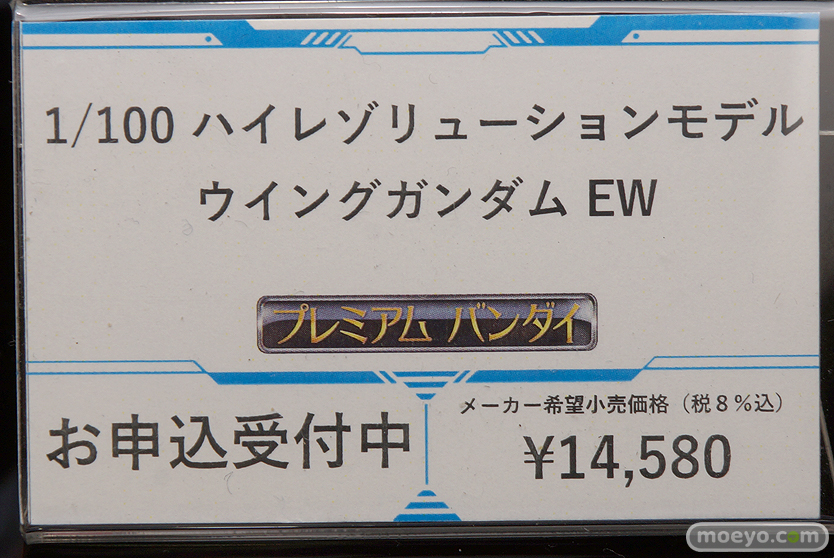 1/100 ハイレゾリューションモデル
ウイングガンダム EW
プレミアム バンダイ
お申込受付中
メーカー希望小売価格（税8%込）
¥14,580
moeyo.com